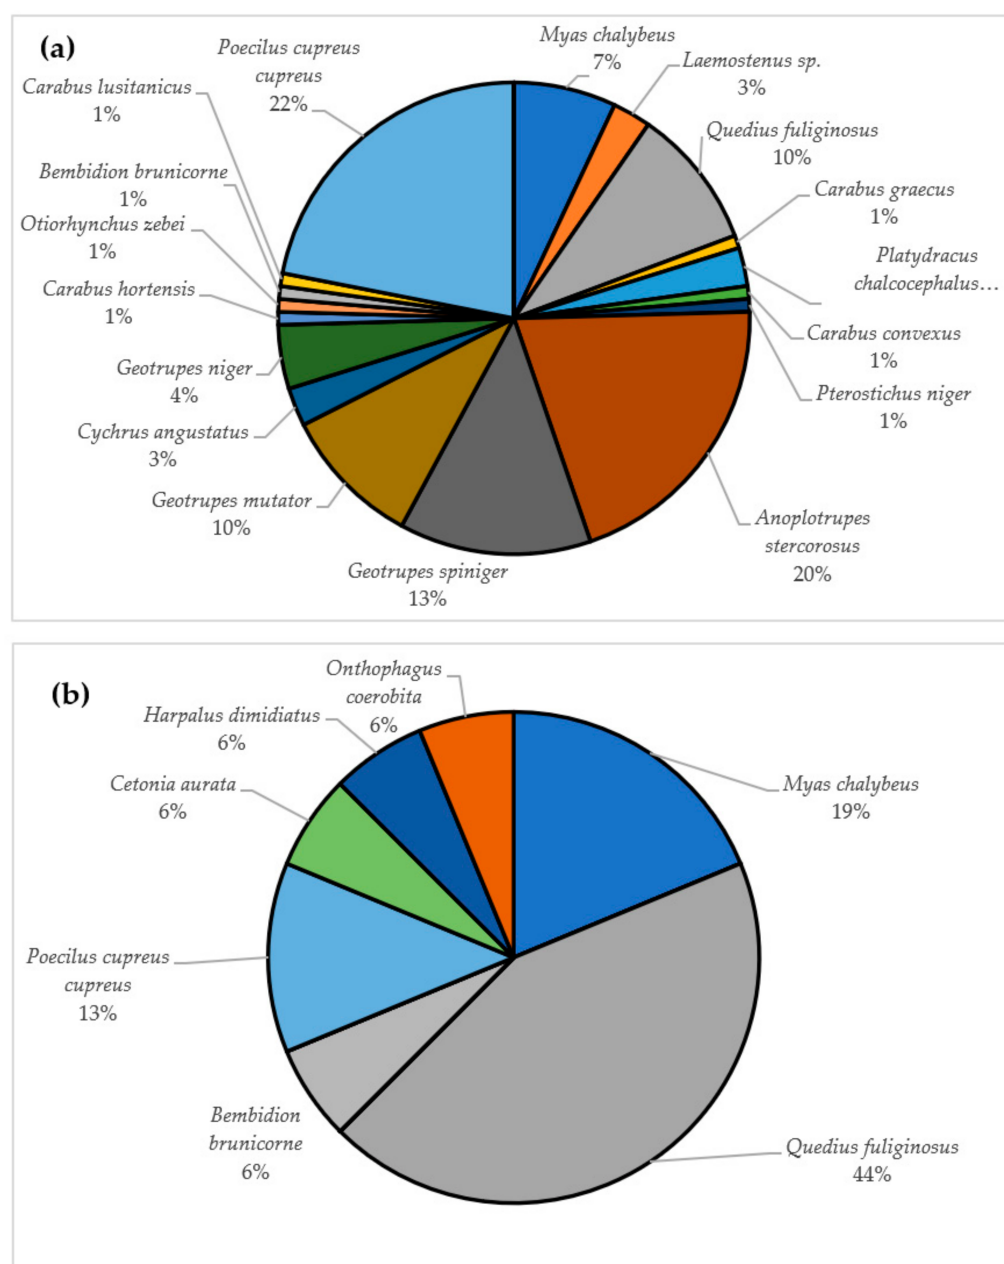 (a)
Poecilus cupreus
cupreus
22%
Myas chalybeus
7%
Laemostenus sp.
3%
Quedius fuliginosus
10%
Carabus graecus
1%
Platydracus
chalcocephalus…
Carabus convexus
1%
Pterostichus niger
1%
Anoplotrupes
stercorosus
20%
Geotrupes spiniger
13%
Geotrupes mutator
10%
Cychrus angustatus
3%
Geotrupes niger
4%
Carabus hortensis
1%
Otiorhynchus zebei
1%
Bembidion brunicorne
1%
Carabus lusitanicus
1%
(b)
Onthophagus
coerobita
6%
Harpalus dimidiatus
6%
Cetonia aurata
6%
Poecilus cupreus
cupreus
13%
Bembidion
brunicorne
6%
Myas chalybeus
19%
Quedius fuliginosus
44%